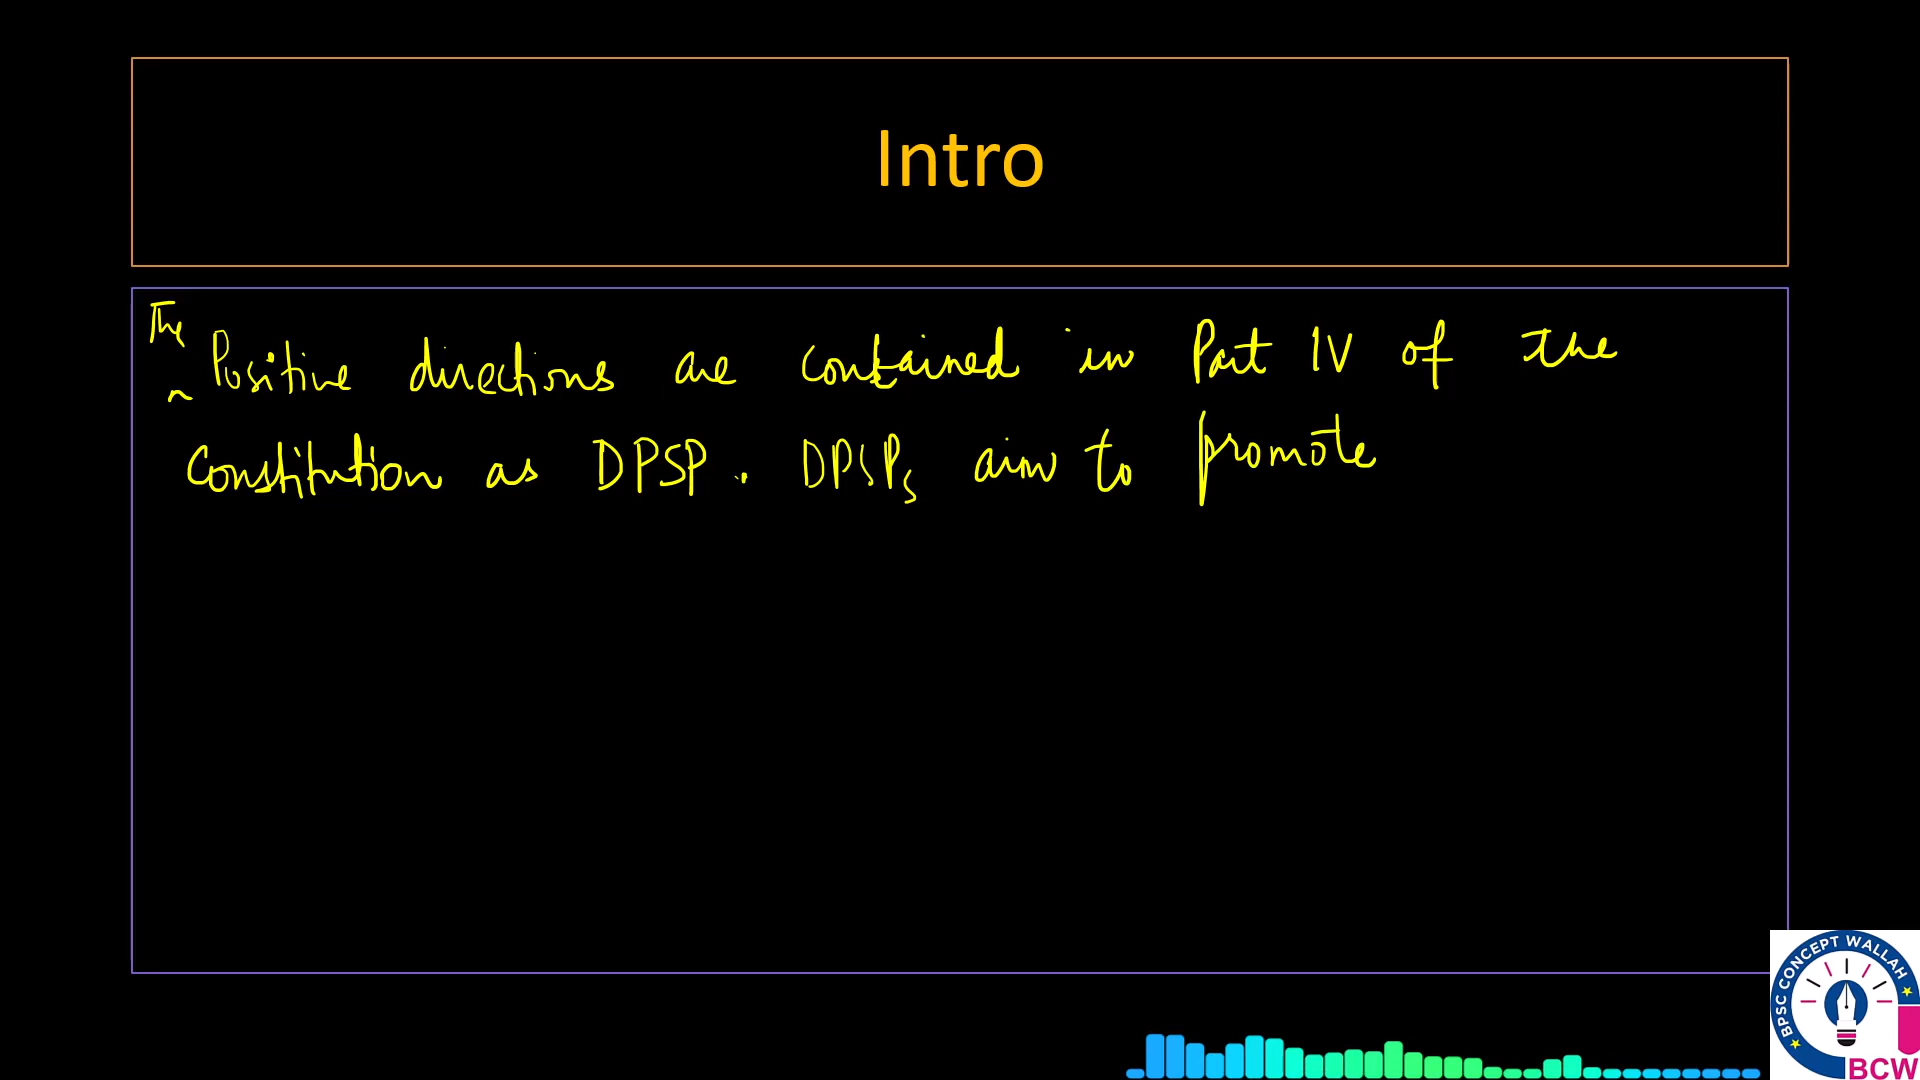 Intro
The
Positive directions are contained in Part IV of the
Constitution as DPSP. DPSPs aim to promote
BPSC CONCEPT WALLAH
BCW